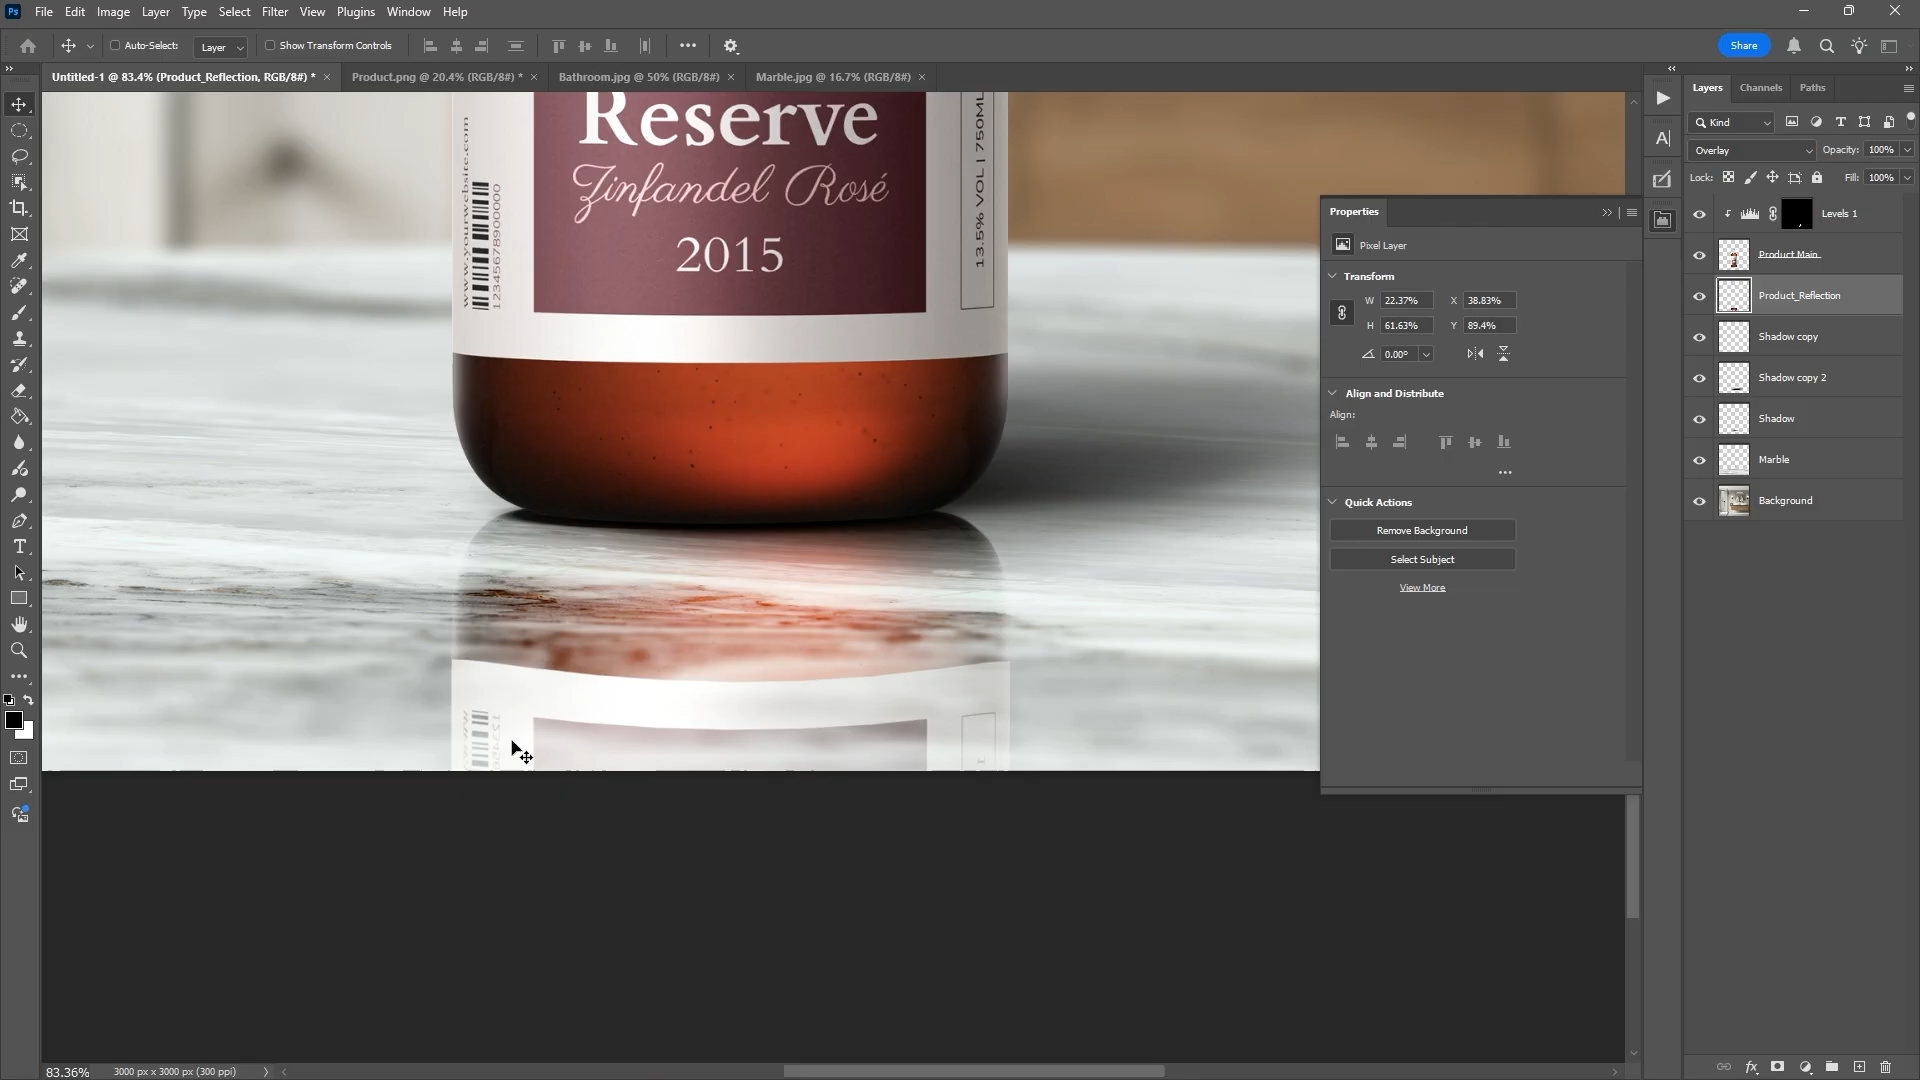 Ps File Edit Image Layer Type Select Filter View Plugins Window Help
Auto-Select: Layer Show Transform Controls Share
Untitled-1 @ 83.4% (Product_Reflection, RGB/8#) * Product.png @ 20.4% (RGB/8#) * Bathroom.jpg @ 50% (RGB/8#) Marble.jpg @ 16.7% (RGB/8#)
Reserve
Zinfandel Rosé
2015
www.yourwebsite.com
1234567890000
13.5% VOL I 750ML
Properties
Pixel Layer
Transform
W 22.37% X 38.83%
H 61.63% Y 89.4%
0.00°
Align and Distribute
Align:
Quick Actions
Remove Background
Select Subject
View More
Layers Channels Paths
Kind
Overlay Opacity: 100%
Lock: Fill: 100%
Levels 1
Product Main
Product_Reflection
Shadow copy
Shadow copy 2
Shadow
Marble
Background
83.36% 3000 px x 3000 px (300 ppi)